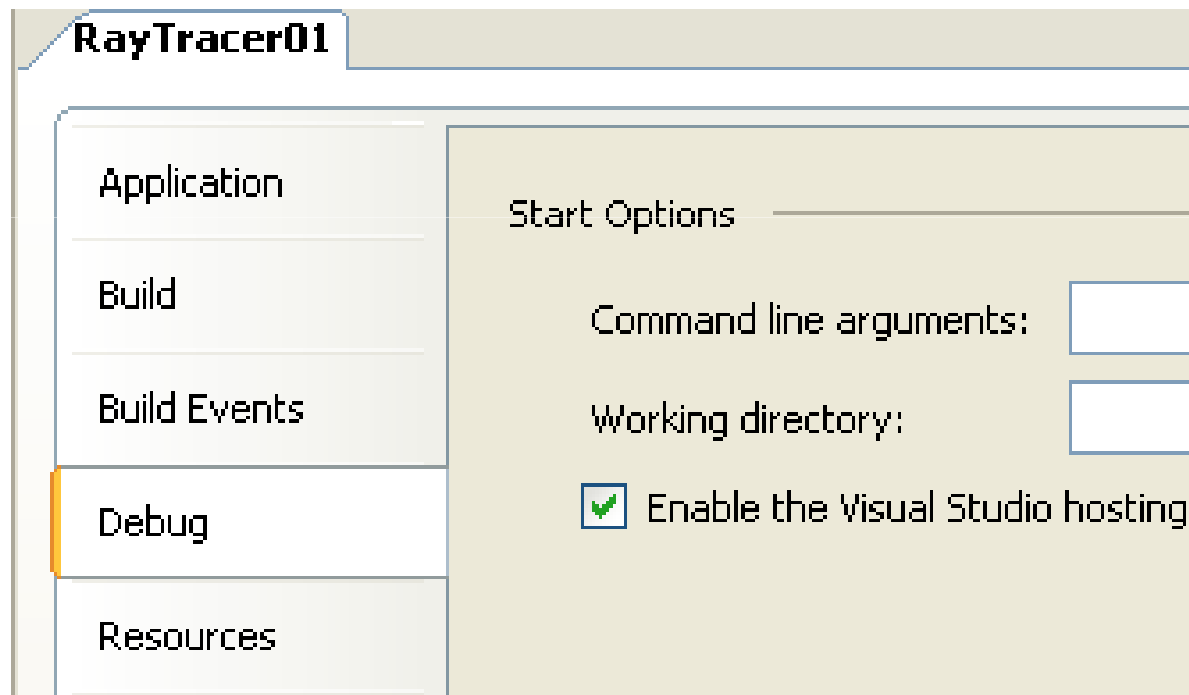 RayTracer01
Application
Build
Build Events
Debug
Resources
Start Options
Command line arguments:
Working directory:
Enable the Visual Studio hosting